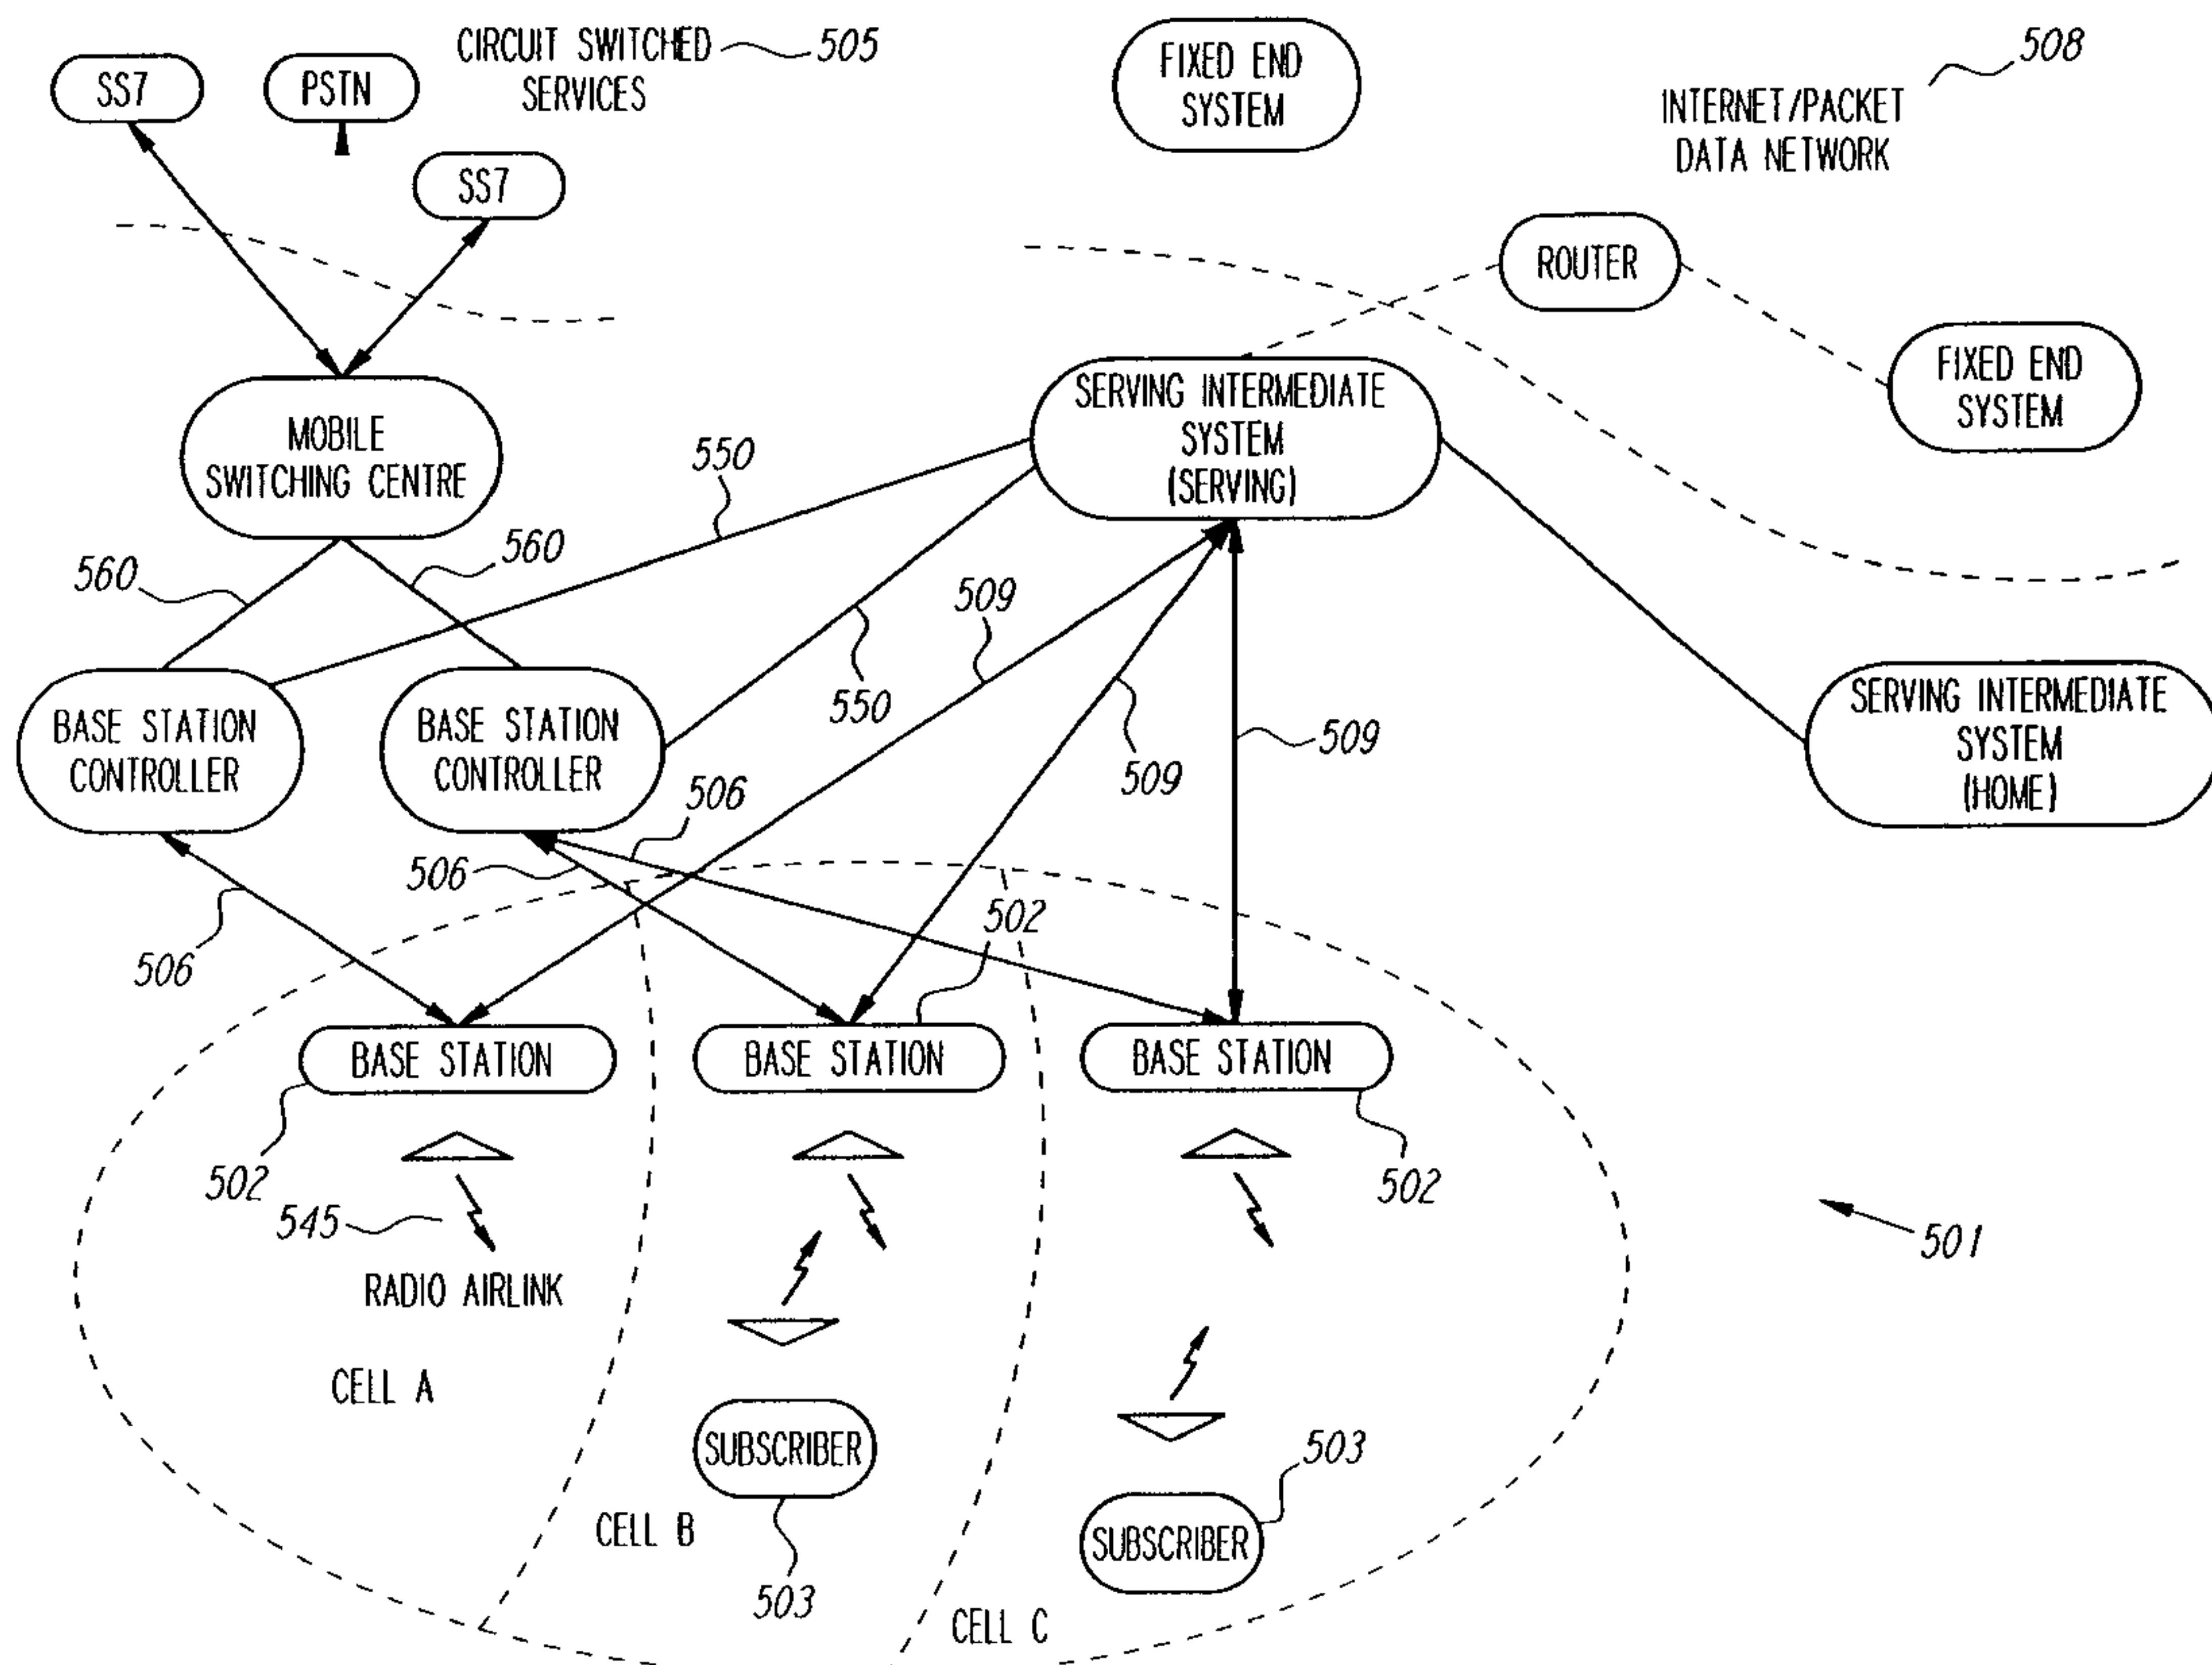 CIRCUIT SWITCHED
SERVICES
505
SS7
PSTN
SS7
FIXED END
SYSTEM
508
INTERNET/PACKET
DATA NETWORK
ROUTER
FIXED END
SYSTEM
MOBILE
SWITCHING CENTRE
SERVING INTERMEDIATE
SYSTEM
(SERVING)
550
560
560
509
550
509
509
BASE STATION
CONTROLLER
BASE STATION
CONTROLLER
SERVING INTERMEDIATE
SYSTEM
(HOME)
506
506
506
502
BASE STATION
BASE STATION
BASE STATION
502
502
545
RADIO AIRLINK
501
CELL A
SUBSCRIBER
503
CELL B
SUBSCRIBER
503
CELL C